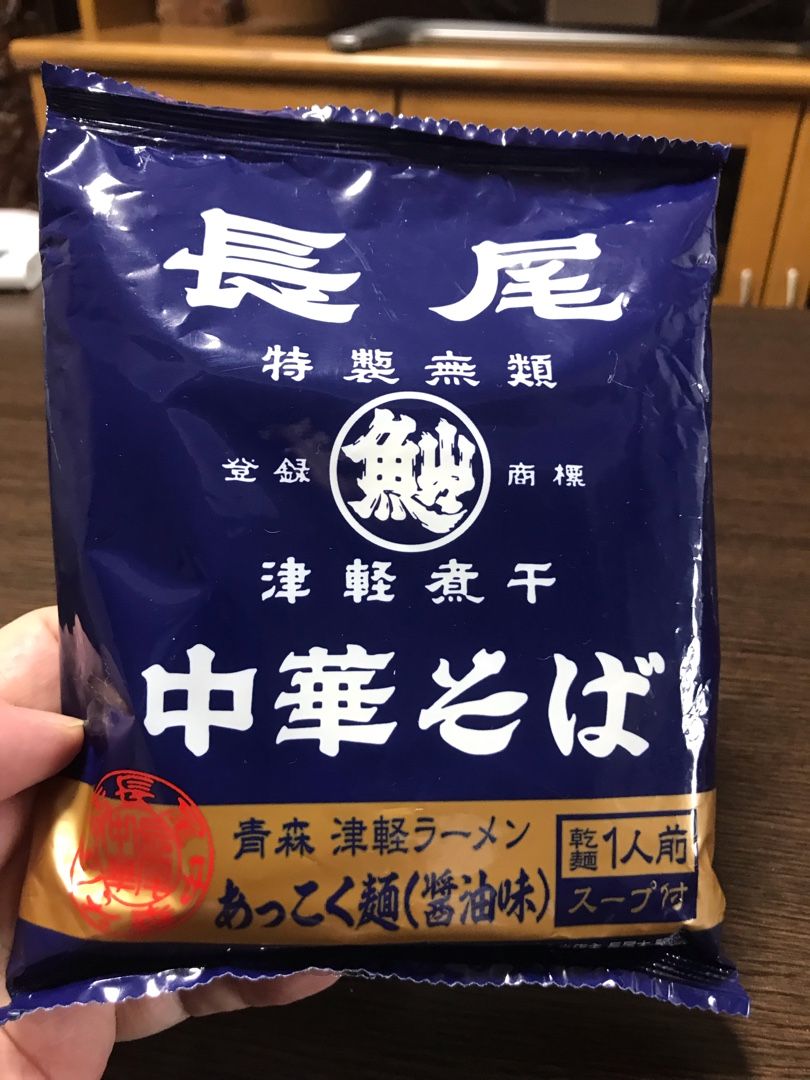 長尾
特製無類
登録 商標
津軽煮干
中華そば
青森 津軽ラーメン
あっこく麺(醤油味)
乾麺1人前
スープ付